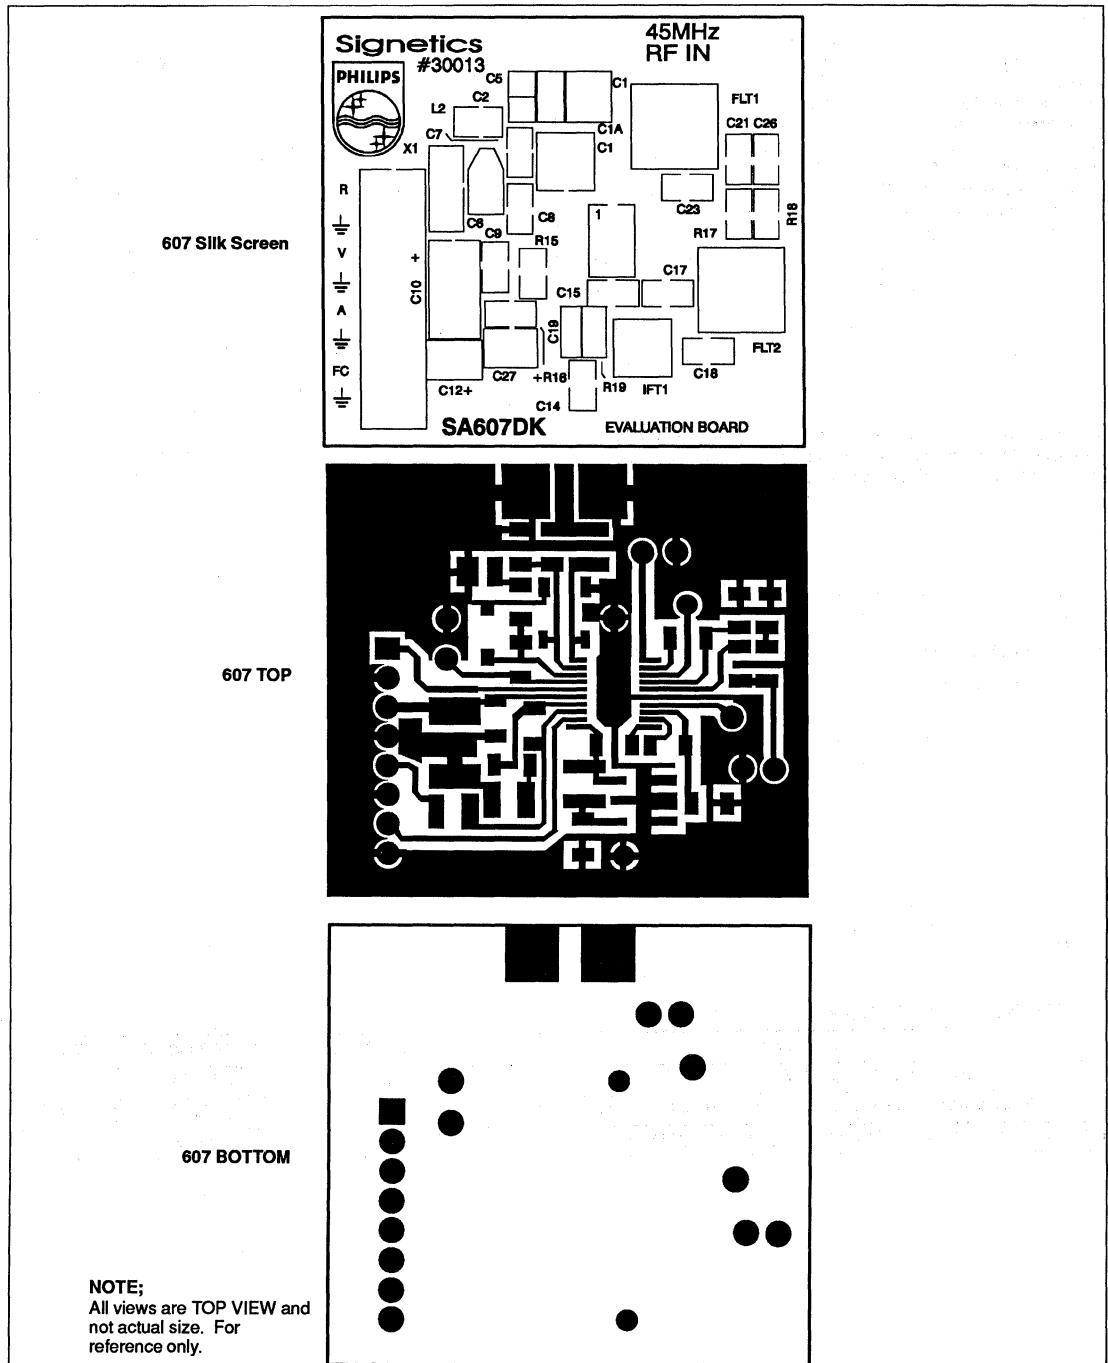 Signetics
#30013
45MHz
RF IN
PHILIPS
C5
C1
L2
C2
FLT1
C21 C26
C7
C1A
C1
X1
R
C23
C6
C8
1
R17
R18
V
C9
R15
+
C10
C17
C15
A
C19
FLT2
FC
C12+
C27
+R16
R19
IFT1
C18
C14
SA607DK
EVALUATION BOARD
607 Silk Screen
607 TOP
607 BOTTOM
NOTE;
All views are TOP VIEW and
not actual size. For
reference only.